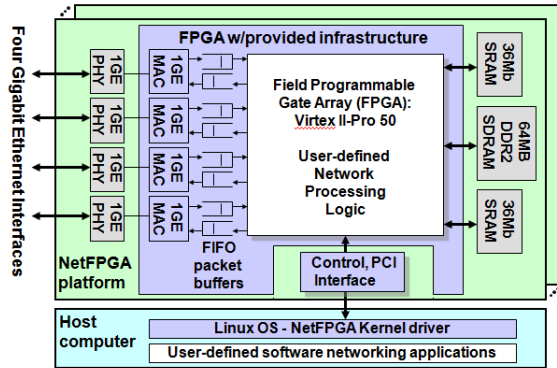 FPGA w/provided infrastructure
Four Gigabit Ethernet Interfaces
1GE
PHY
1GE
MAC
1GE
PHY
1GE
MAC
1GE
PHY
1GE
MAC
1GE
PHY
1GE
MAC
Field Programmable
Gate Array (FPGA):
Virtex II-Pro 50
User-defined
Network
Processing
Logic
36Mb
SRAM
64MB
DDR2
SDRAM
36Mb
SRAM
FIFO
packet
buffers
NetFPGA
platform
Control, PCI
Interface
Host
computer
Linux OS - NetFPGA Kernel driver
User-defined software networking applications